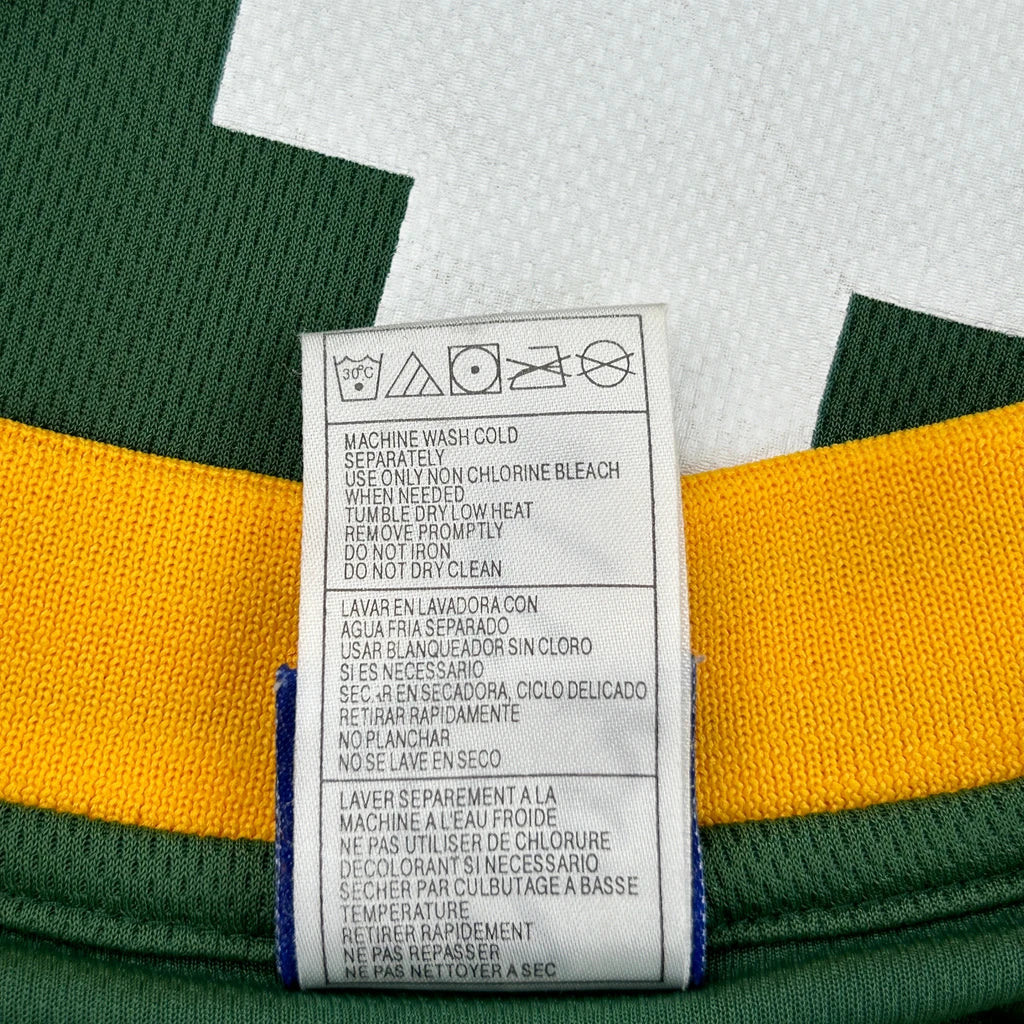 30°C
MACHINE WASH COLD
SEPARATELY
USE ONLY NON CHLORINE BLEACH
WHEN NEEDED
TUMBLE DRY LOW HEAT
REMOVE PROMPTLY
DO NOT IRON
DO NOT DRY CLEAN
LAVAR EN LAVADORA CON
AGUA FRIA SEPARADO
USAR BLANQUEADOR SIN CLORO
SI ES NECESSARIO
SECAR EN SECADORA, CICLO DELICADO
RETIRAR RAPIDAMENTE
NO PLANCHAR
NO SE LAVE EN SECO
LAVER SEPAREMENT A LA
MACHINE A L'EAU FROIDE
NE PAS UTILISER DE CHLORURE
DECOLORANT SI NECESSARIO
SECHER PAR CULBUTAGE A BASSE
TEMPERATURE
RETIRER RAPIDEMENT
NE PAS REPASSER
NE PAS NETTOYER A SEC